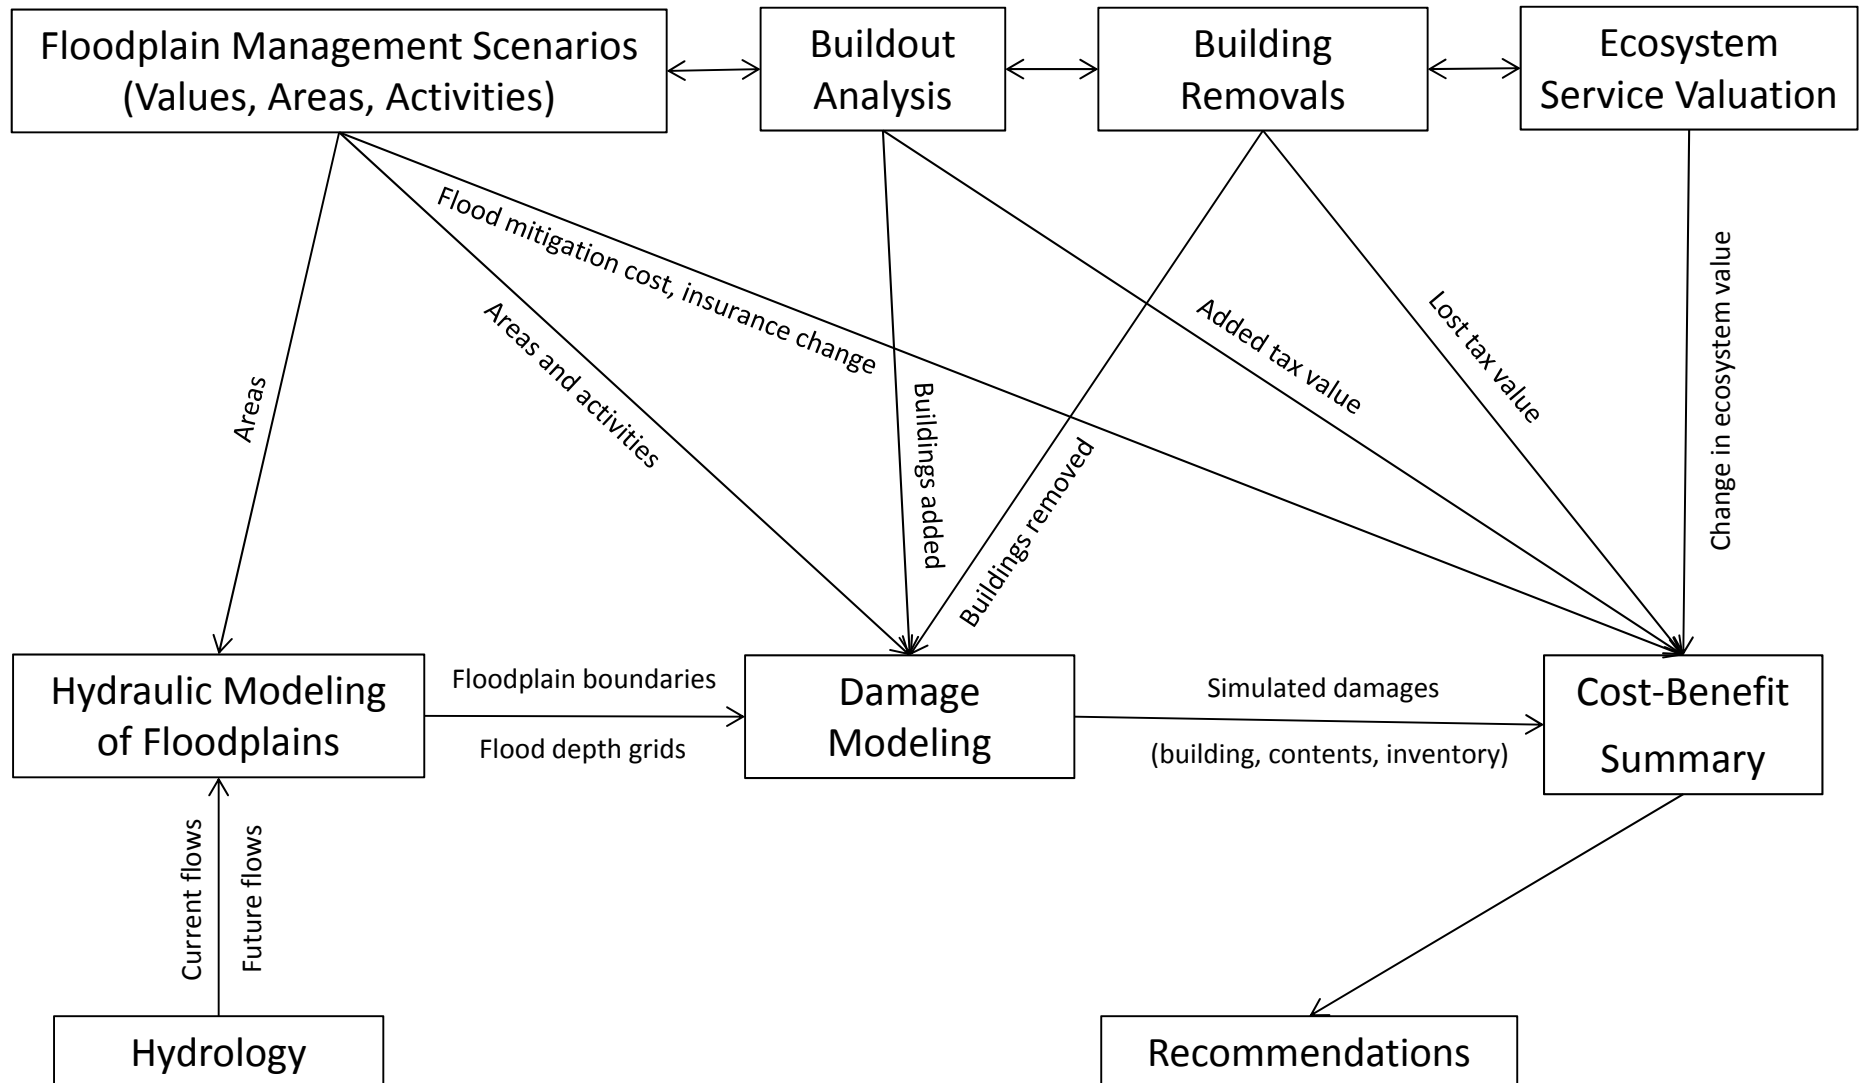 Floodplain Management Scenarios
(Values, Areas, Activities)
Buildout
Analysis
Building
Removals
Ecosystem
Service Valuation
Flood mitigation cost, insurance change
Areas and activities
Areas
Buildings added
Buildings removed
Added tax value
Lost tax value
Change in ecosystem value
Hydraulic Modeling
of Floodplains
Floodplain boundaries
Flood depth grids
Damage
Modeling
Simulated damages
(building, contents, inventory)
Cost-Benefit
Summary
Current flows
Future flows
Hydrology
Recommendations